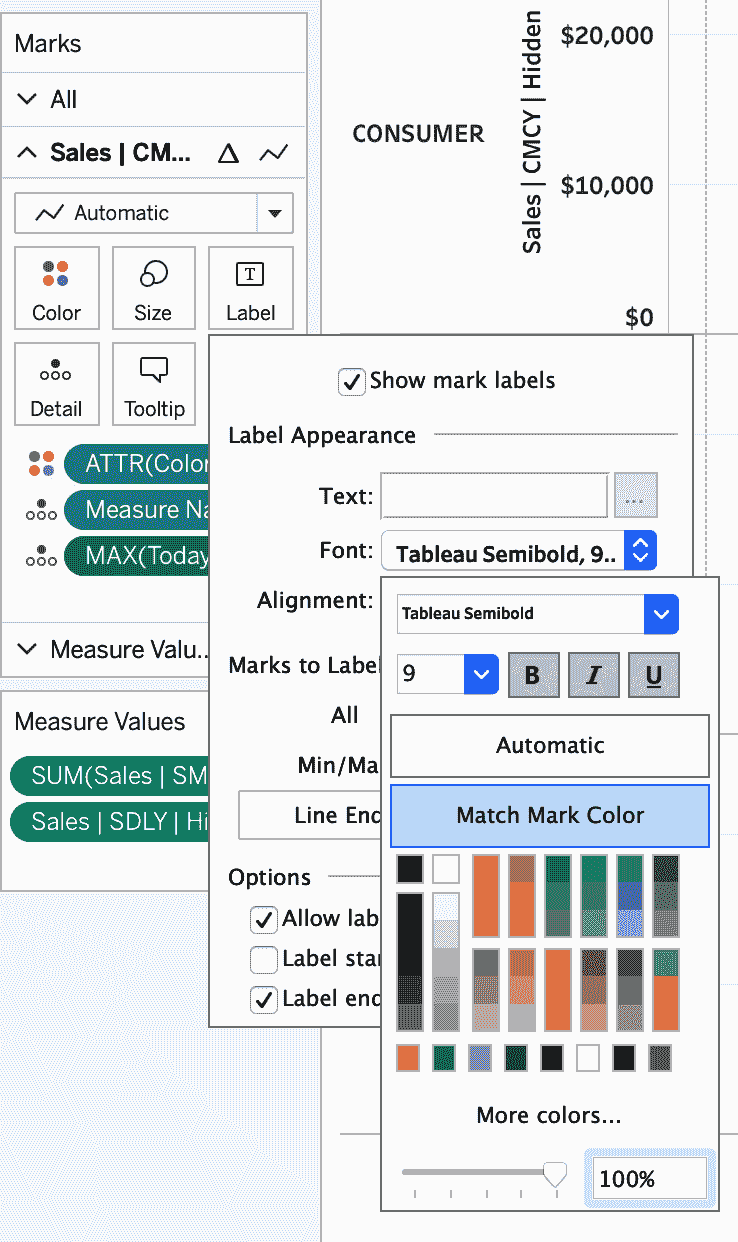 Marks
All
Sales | CM...
Automatic
Color
Size
Label
Detail
Tooltip
ATTR(Color
Measure Na
MAX(Today
Measure Valu..
Measure Values
SUM(Sales | SM
Sales | SDLY | Hi
CONSUMER
Sales | CMCY | Hidden
$20,000
$10,000
$0
Show mark labels
Label Appearance
Text:
...
Font:
Tableau Semibold, 9..
Alignment:
Marks to Label
All
Min/Ma
Line End
Options
Allow lab
Label star
Label end
Tableau Semibold
9
B
I
U
Automatic
Match Mark Color
More colors...
100%